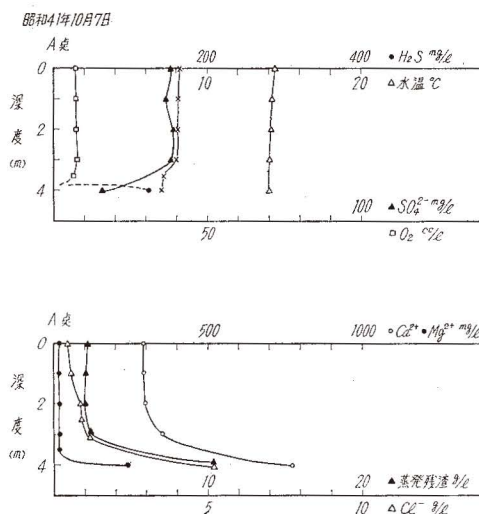 昭和41年10月7日
A点
200 400 ● H₂S mg/ℓ
0 10 20 △ 水温 °C
深
度
(m)
2
4
100 ▲ SO₄²⁻ mg/ℓ
50 □ O₂ cc/ℓ
A点
500 1000 ○ Ca²⁺ ● Mg²⁺ mg/ℓ
0
深
度
(m)
2
4
10 20 ▲ 蒸発残渣 g/ℓ
5 10 △ Cl⁻ g/ℓ